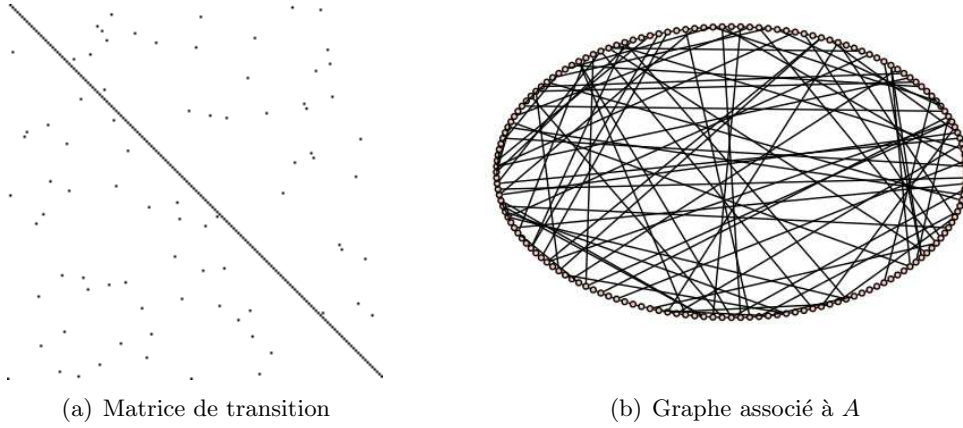 (a) Matrice de transition
(b) Graphe associé à A